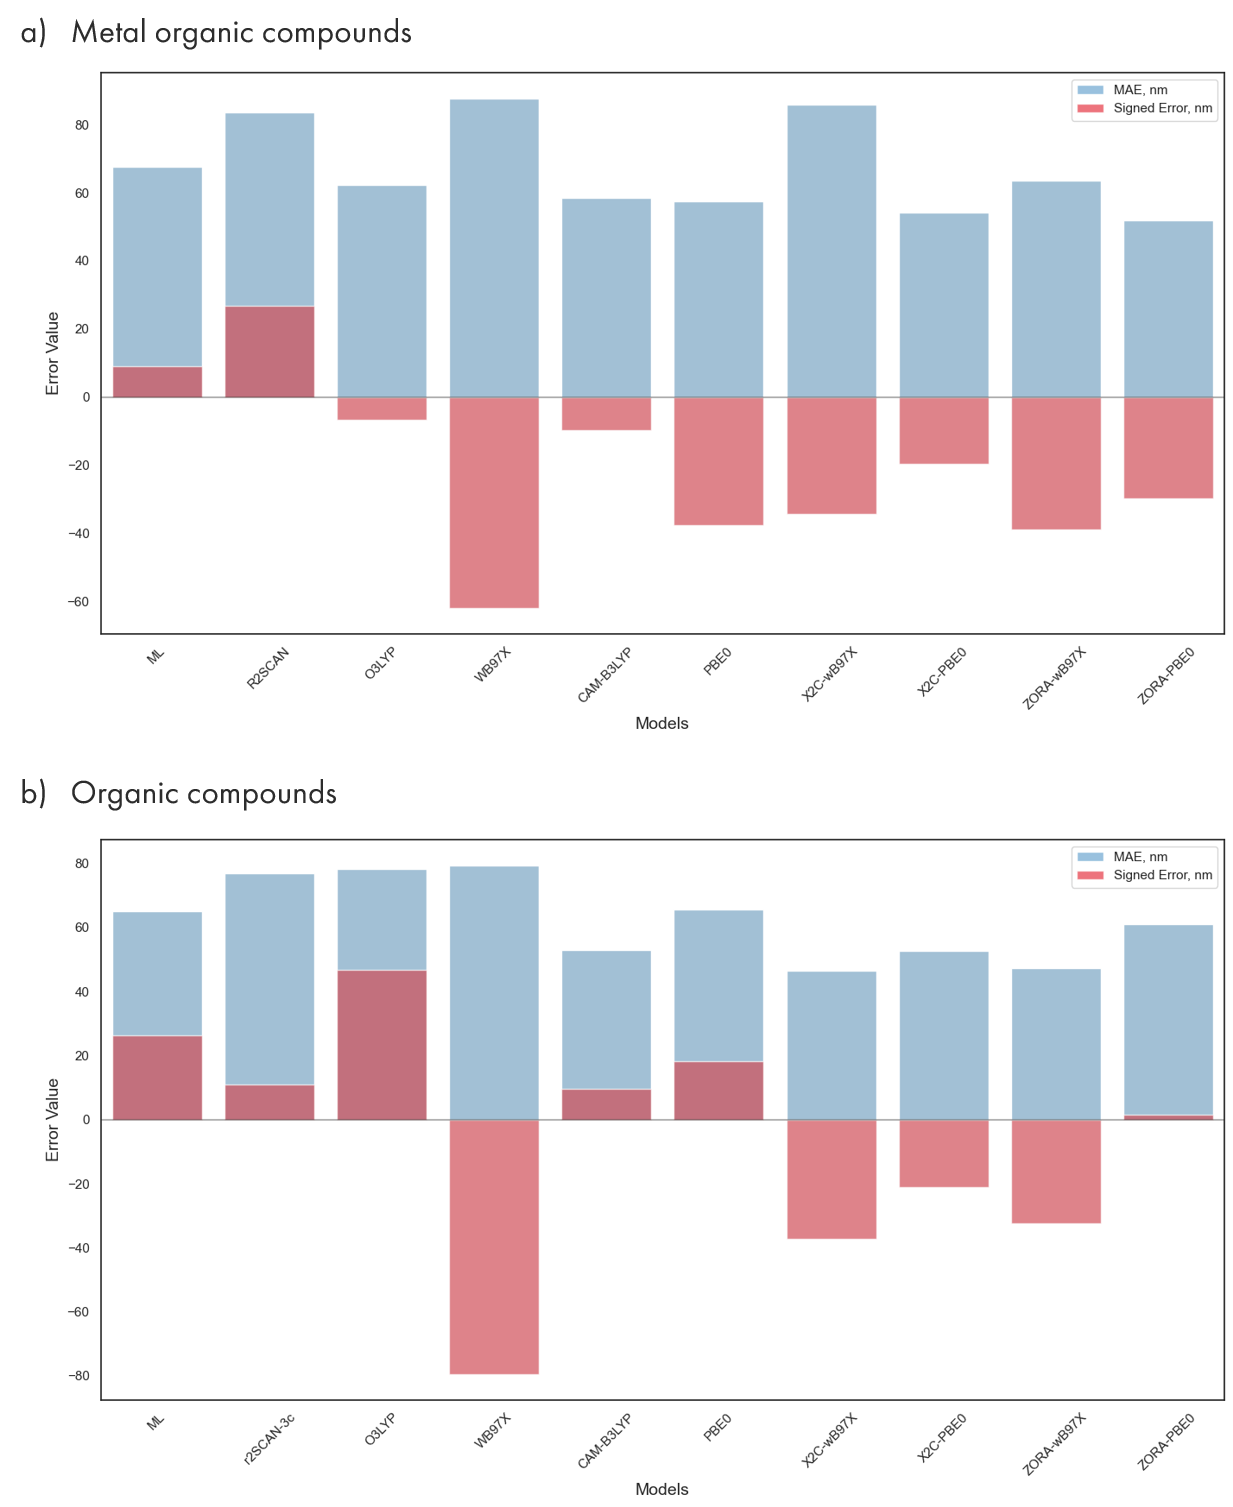 a) Metal organic compounds
MAE, nm
Signed Error, nm
80
60
40
20
0
−20
−40
−60
Error Value
ML
R2SCAN
O3LYP
WB97X
CAM-B3LYP
PBE0
X2C-wB97X
X2C-PBE0
ZORA-wB97X
ZORA-PBE0
Models
b) Organic compounds
MAE, nm
Signed Error, nm
80
60
40
20
0
−20
−40
−60
−80
Error Value
ML
r2SCAN-3c
O3LYP
WB97X
CAM-B3LYP
PBE0
X2C-wB97X
X2C-PBE0
ZORA-wB97X
ZORA-PBE0
Models